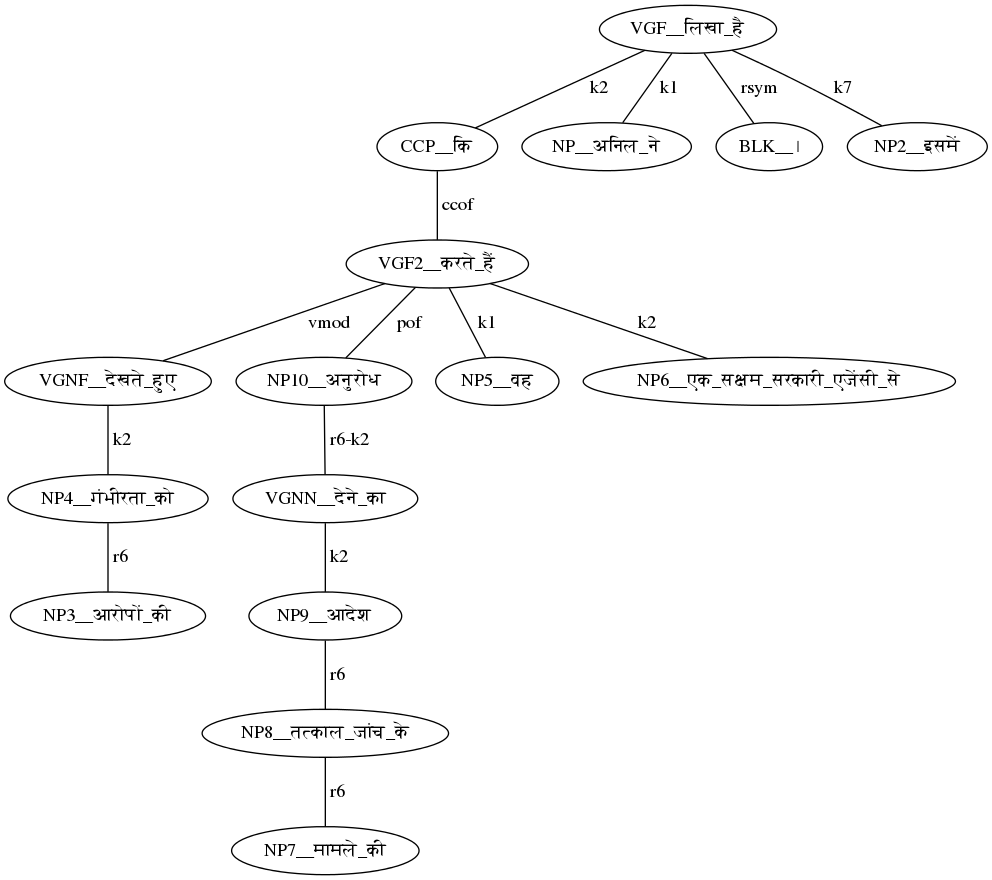 VGF__लिखा_है
k2 k1 rsym k7
CCP__कि NP__अनिल_ने BLK__। NP2__इसमें
ccof
VGF2__करते_हैं
vmod pof k1 k2
VGNF__देखते_हुए NP10__अनुरोध NP5__वह NP6__एक_सक्षम_सरकारी_एजेंसी_से
k2 r6-k2
NP4__गंभीरता_को VGNN__देने_का
r6 k2
NP3__आरोपों_की NP9__आदेश
r6
NP8__तत्काल_जांच_के
r6
NP7__मामले_की